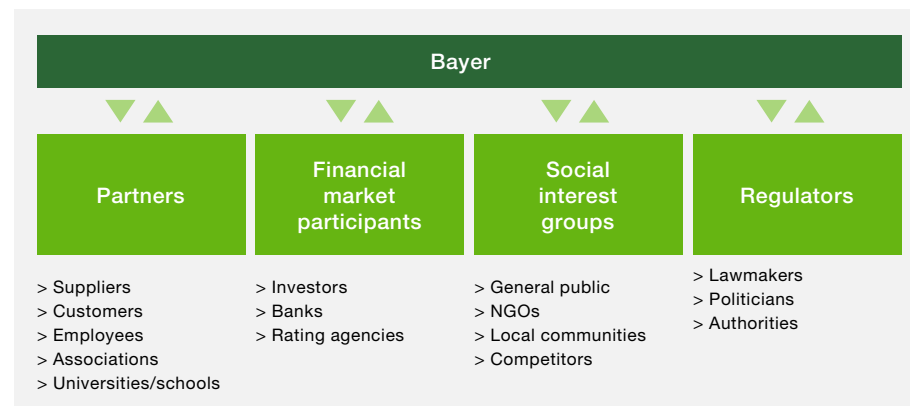 Bayer
Partners
Financial
market
participants
Social
interest
groups
Regulators
> Suppliers
> Customers
> Employees
> Associations
> Universities/schools
> Investors
> Banks
> Rating agencies
> General public
> NGOs
> Local communities
> Competitors
> Lawmakers
> Politicians
> Authorities